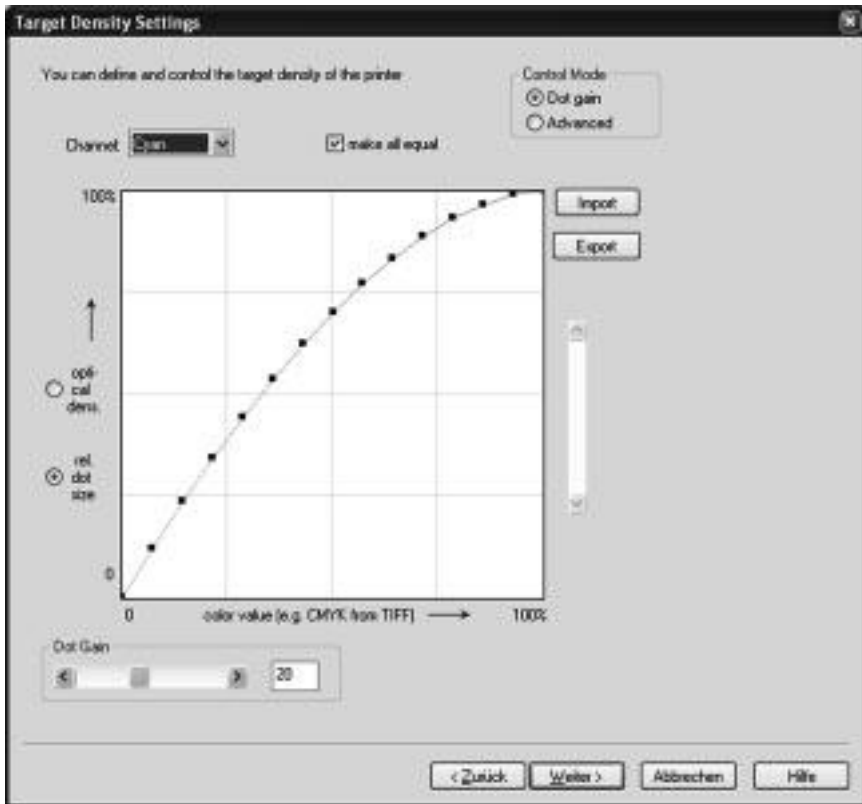 Target Density Settings
You can define and control the target density of the printer
Control Mode
Dot gain
Advanced
Channel: Cyan
make all equal
100%
Import
Export
opti-
cal
dens.
rel.
dot
size
0
0
color value (e.g. CMYK from TIFF)
100%
Dot Gain
20
< Zurück
Weiter >
Abbrechen
Hilfe